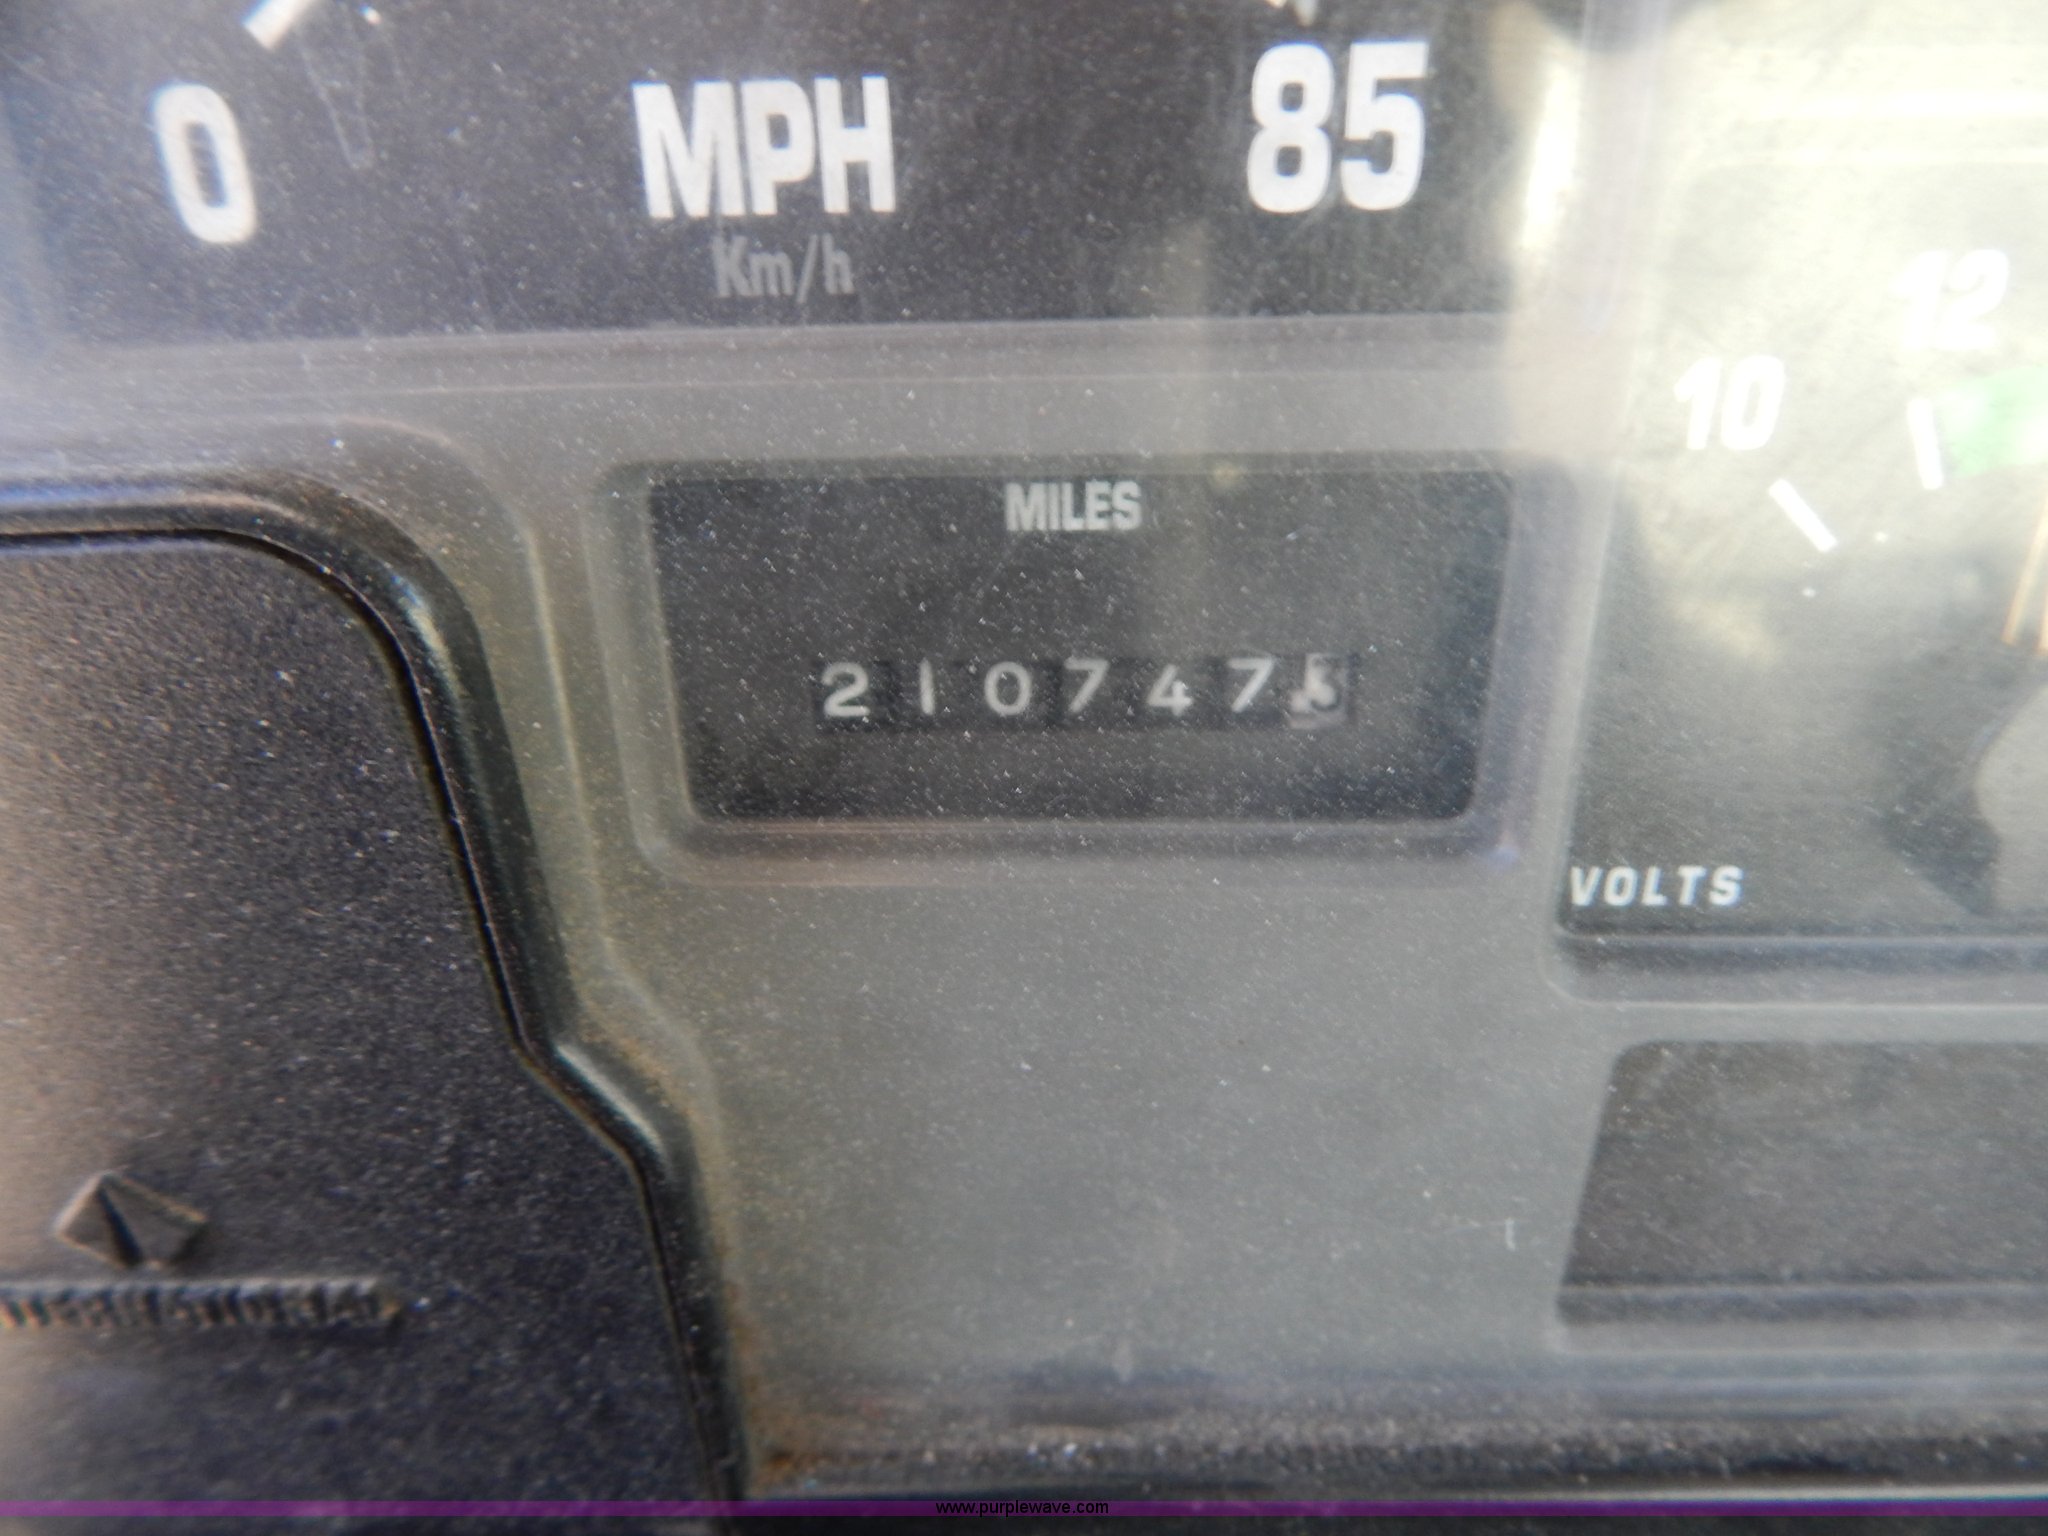 0 MPH 85
Km/h
12
10
MILES
210747
VOLTS
www.purplewave.com